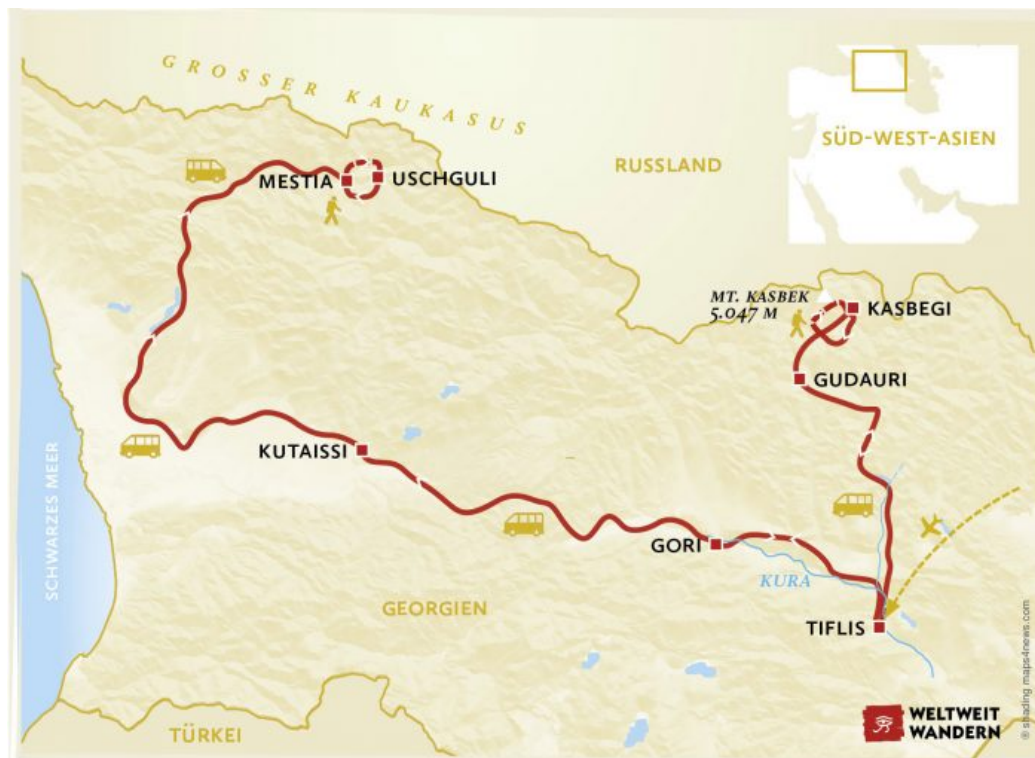 GROSSER KAUKASUS
SÜD-WEST-ASIEN
RUSSLAND
MESTIA
USCHGULI
MT. KASBEK
5.047 M
KASBEGI
GUDAURI
KUTAISSI
SCHWARZES MEER
GORI
KURA
GEORGIEN
TIFLIS
TÜRKEI
WELTWEIT
WANDERN
© shading maps4news.com